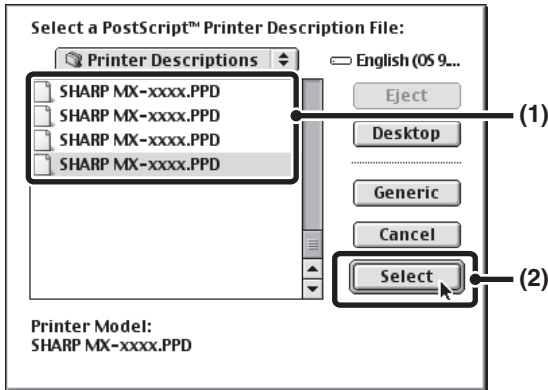 Select a PostScript™ Printer Description File:
Printer Descriptions
English (OS 9....
SHARP MX-xxxx.PPD
SHARP MX-xxxx.PPD
SHARP MX-xxxx.PPD
SHARP MX-xxxx.PPD
Eject
(1)
Desktop
Generic
Cancel
Select
(2)
Printer Model:
SHARP MX-xxxx.PPD